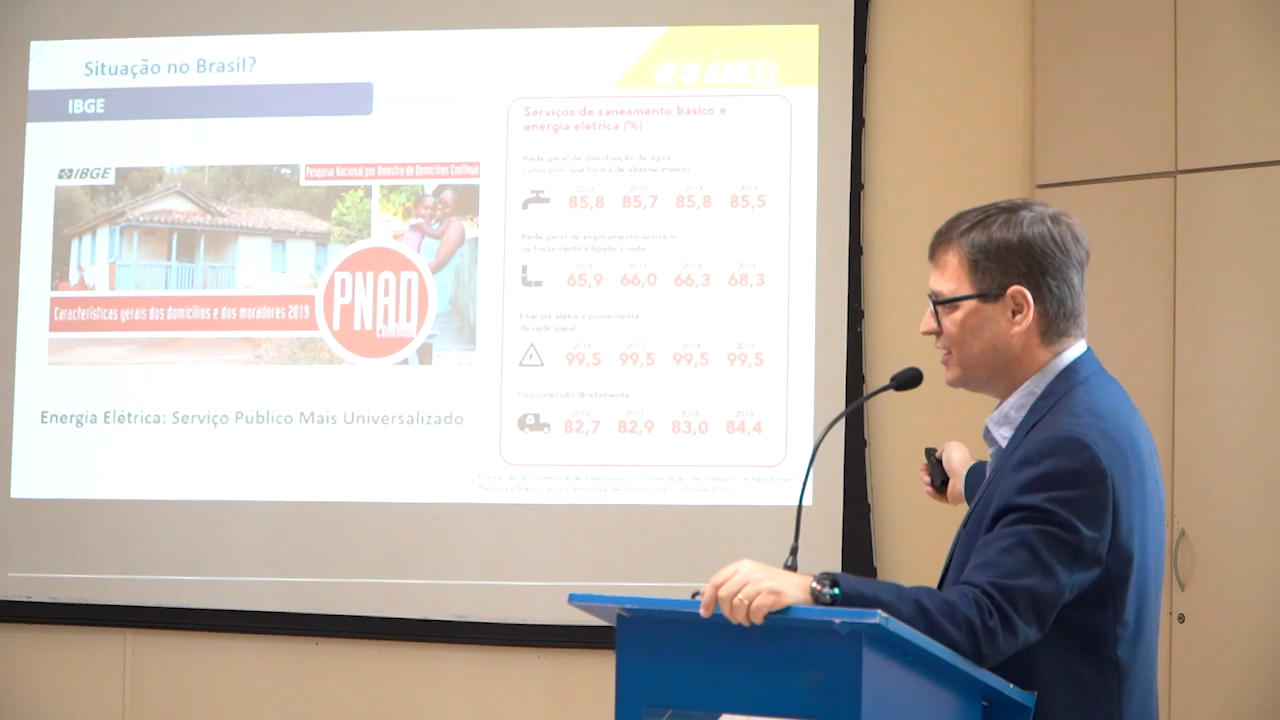 Situação no Brasil?
ANEEL
IBGE
IBGE
Pesquisa Nacional por Amostra de Domicílios Contínua
PNAD
contínua
Características gerais dos domicílios e dos moradores 2019
Energia Elétrica: Serviço Público Mais Universalizado
Serviços de saneamento básico e
energia elétrica (%)
Rede geral de distribuição de água
como principal forma de abastecimento
2016 2017 2018 2019
85,8 85,7 85,8 85,5
Rede geral de esgotamento sanitário
ou fossa séptica ligada à rede
2016 2017 2018 2019
65,9 66,0 66,3 68,3
Energia elétrica proveniente
da rede geral
2016 2017 2018 2019
99,5 99,5 99,5 99,5
Lixo coletado diretamente
2016 2017 2018 2019
82,7 82,9 83,0 84,4